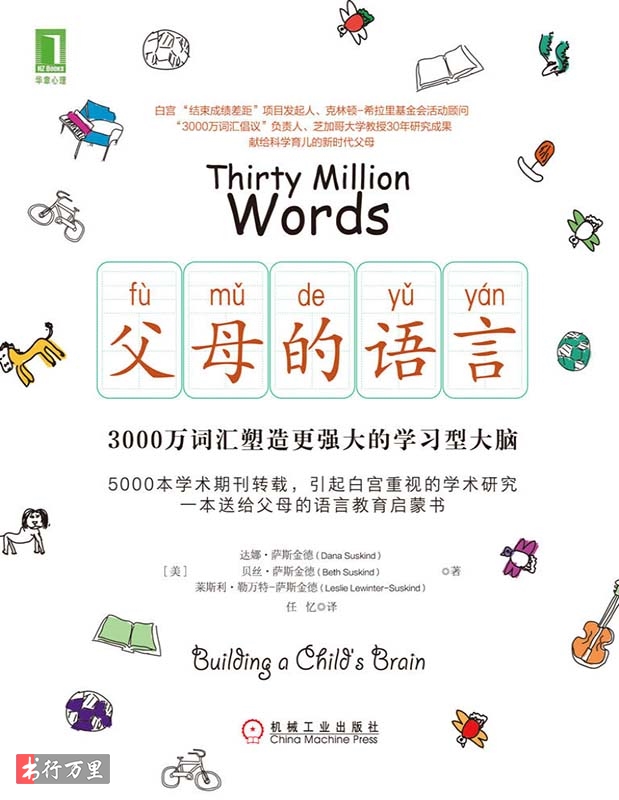 HZ Books
华章心理
白宫“结束成绩差距”项目发起人、克林顿-希拉里基金会活动顾问
“3000万词汇倡议”负责人、芝加哥大学教授30年研究成果
献给科学育儿的新时代父母
Thirty Million
Words
fù mǔ de yǔ yán
父母的语言
3000万词汇塑造更强大的学习型大脑
5000本学术期刊转载，引起白宫重视的学术研究
一本送给父母的语言教育启蒙书
达娜·萨斯金德（Dana Suskind）
[美] 贝丝·萨斯金德（Beth Suskind） ◎著
莱斯利·勒万特-萨斯金德（Leslie Lewinter-Suskind）
任忆◎译
Building a Child's Brain
机械工业出版社
China Machine Press
书行万里